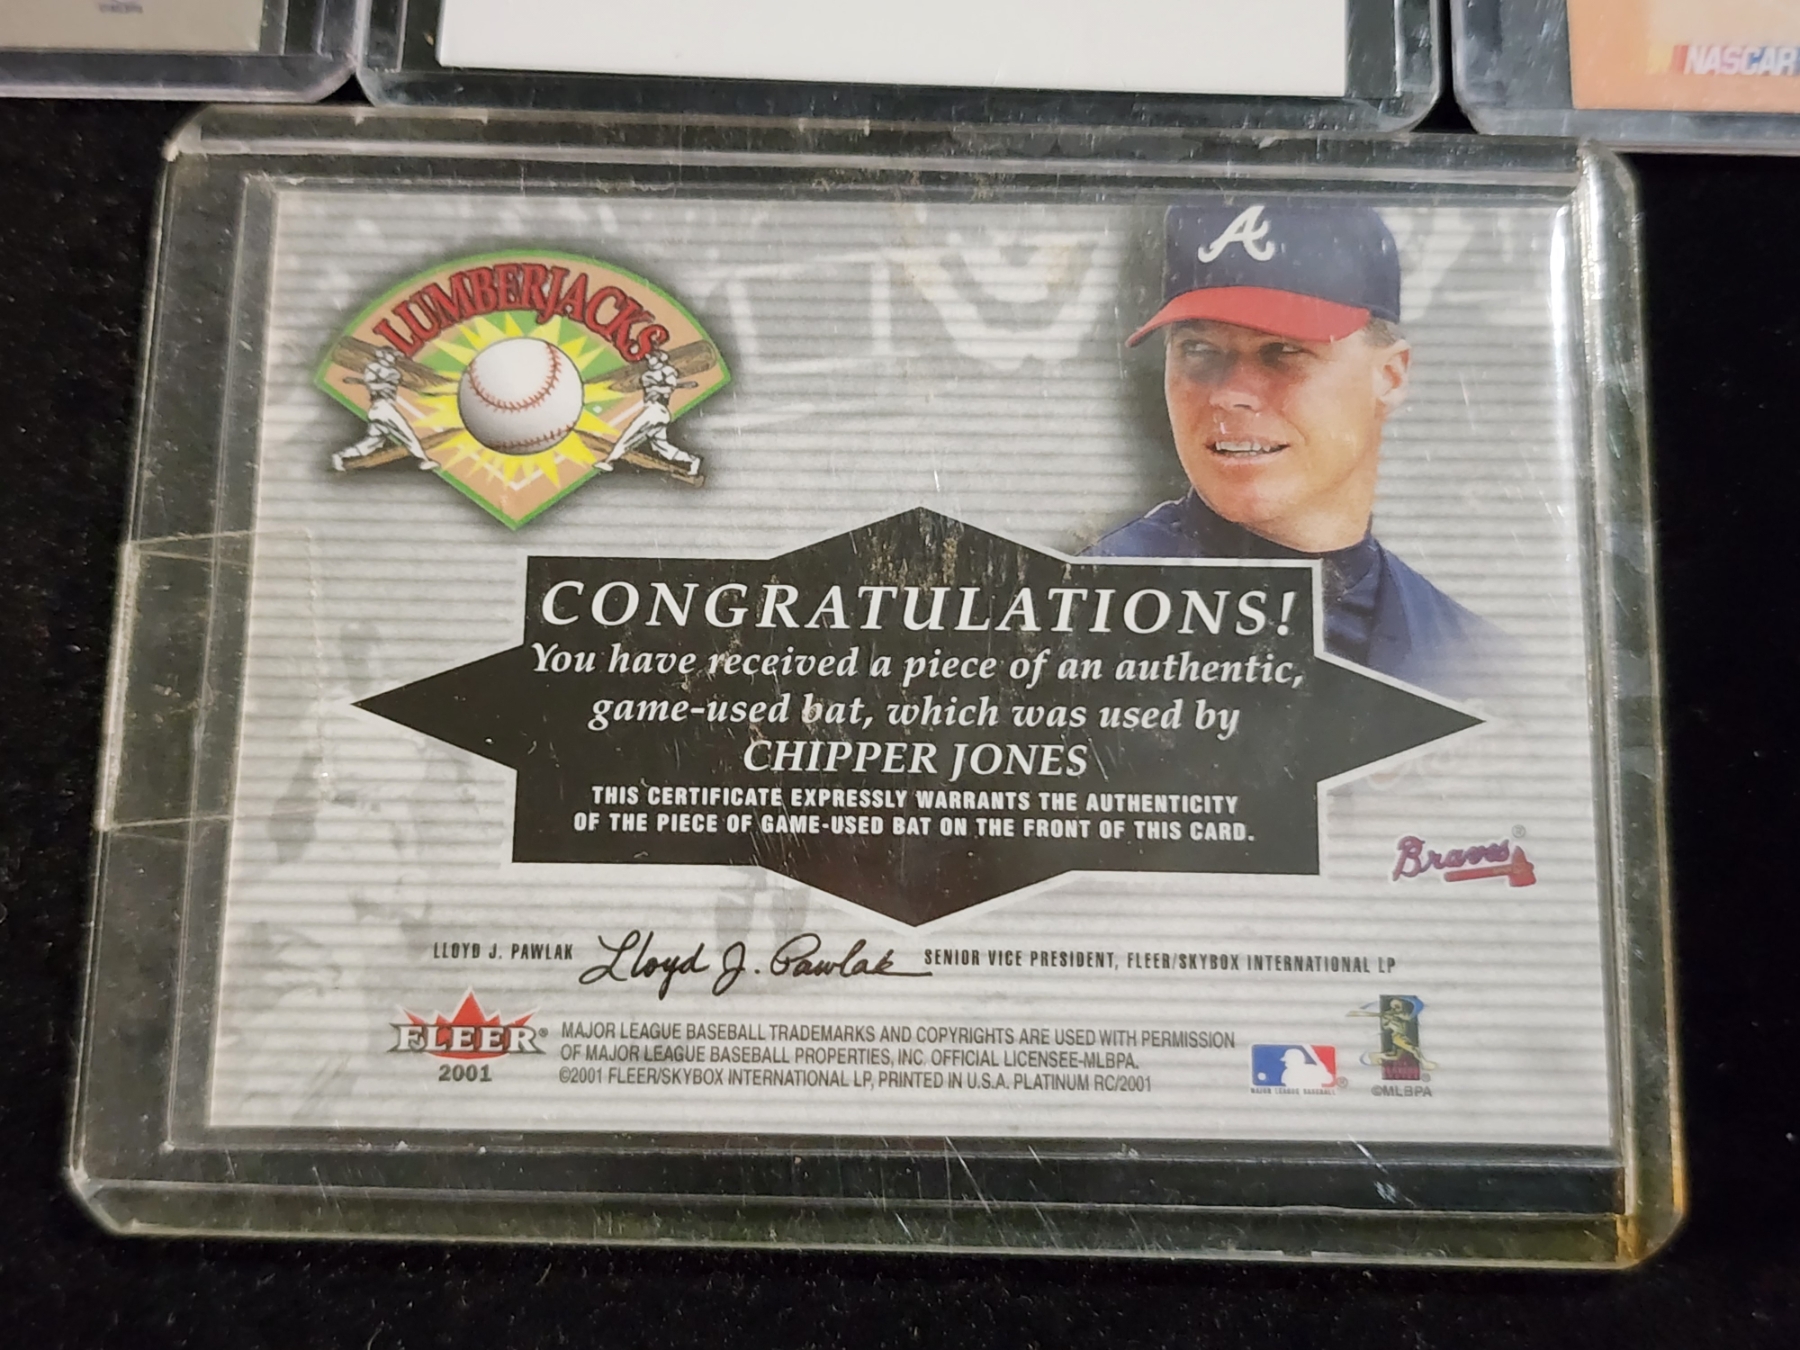 NASCAR
A
LUMBERJACKS
CONGRATULATIONS!
You have received a piece of an authentic,
game-used bat, which was used by
CHIPPER JONES
THIS CERTIFICATE EXPRESSLY WARRANTS THE AUTHENTICITY
OF THE PIECE OF GAME-USED BAT ON THE FRONT OF THIS CARD.
Braves®
LLOYD J. PAWLAK Lloyd J. Pawlak SENIOR VICE PRESIDENT, FLEER/SKYBOX INTERNATIONAL LP
FLEER®
2001
MAJOR LEAGUE BASEBALL TRADEMARKS AND COPYRIGHTS ARE USED WITH PERMISSION
OF MAJOR LEAGUE BASEBALL PROPERTIES, INC. OFFICIAL LICENSEE-MLBPA.
©2001 FLEER/SKYBOX INTERNATIONAL LP, PRINTED IN U.S.A. PLATINUM RC/2001
MAJOR LEAGUE BASEBALL
©MLBPA